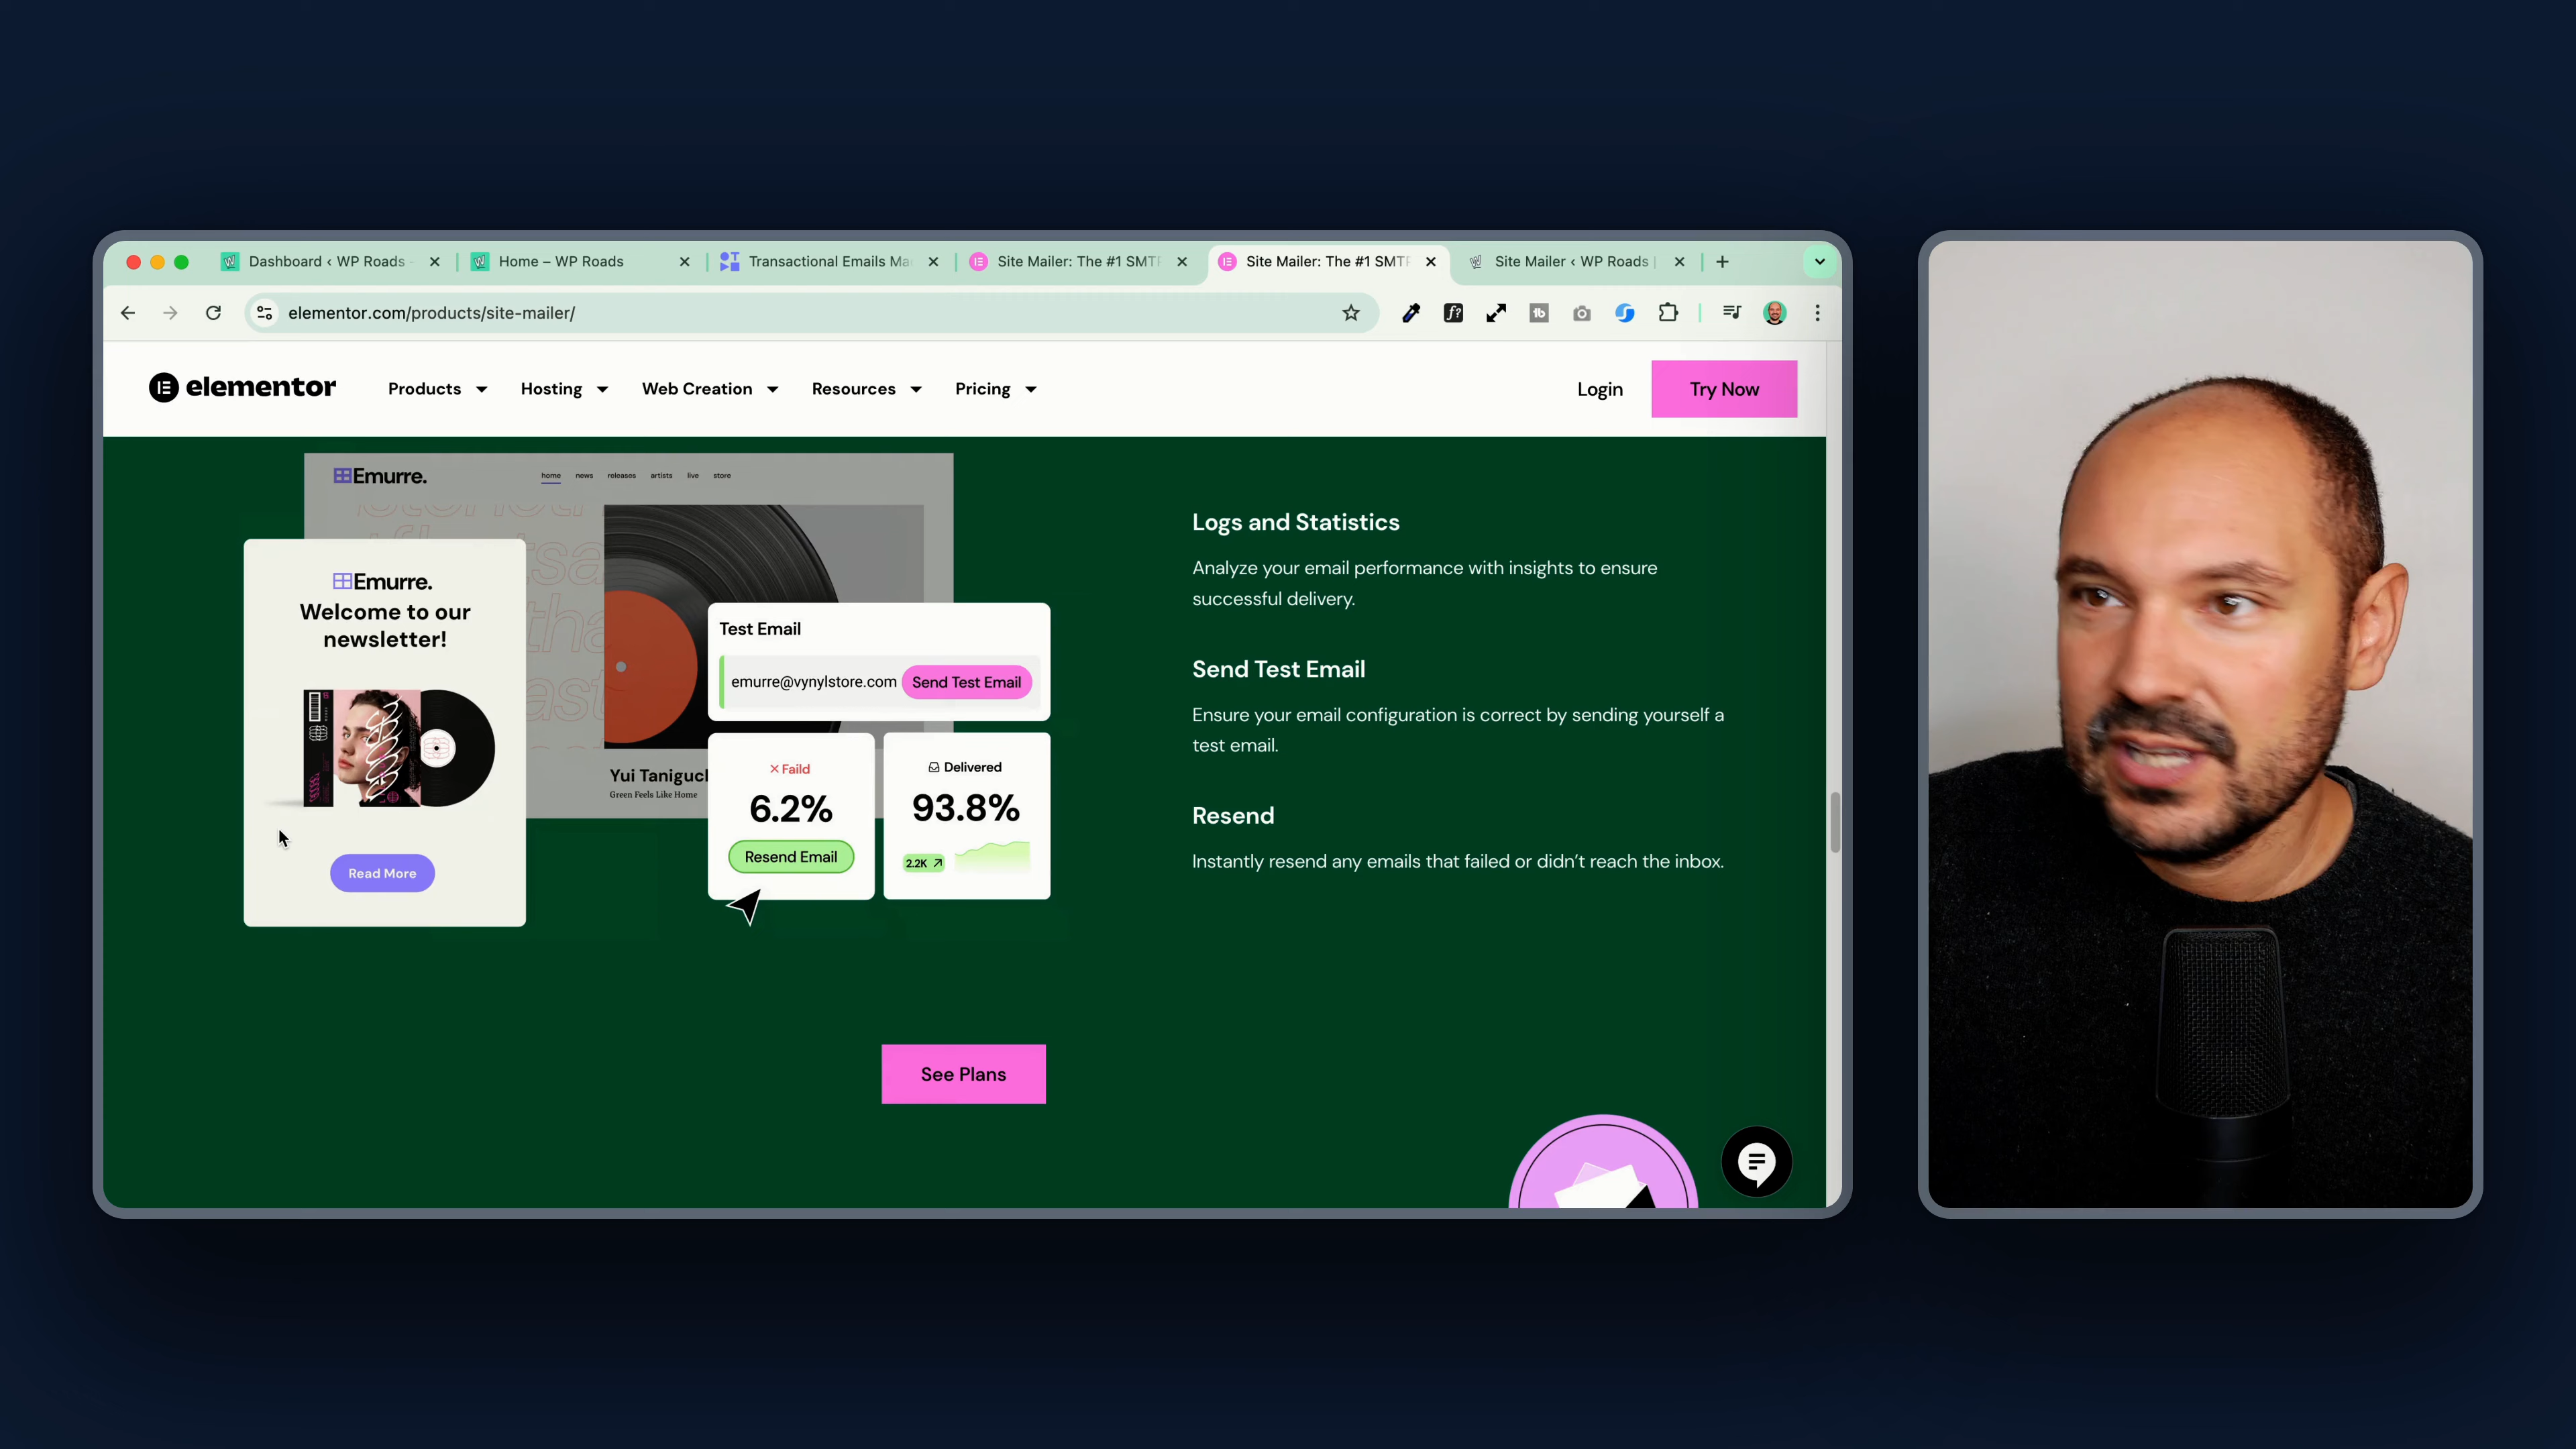 Dashboard ‹ WP Roads -
Home – WP Roads
Transactional Emails Ma
Site Mailer: The #1 SMTP
Site Mailer: The #1 SMTP
Site Mailer ‹ WP Roads |
elementor.com/products/site-mailer/
elementor
Products
Hosting
Web Creation
Resources
Pricing
Login
Try Now
Emurre.
home
news
releases
artists
live
store
Emurre.
Welcome to our
newsletter!
Read More
Yui Taniguc
Green Feels Like Home
Test Email
emurre@vynylstore.com
Send Test Email
Faild
6.2%
Resend Email
Delivered
93.8%
2.2K
Logs and Statistics
Analyze your email performance with insights to ensure
successful delivery.
Send Test Email
Ensure your email configuration is correct by sending yourself a
test email.
Resend
Instantly resend any emails that failed or didn’t reach the inbox.
See Plans